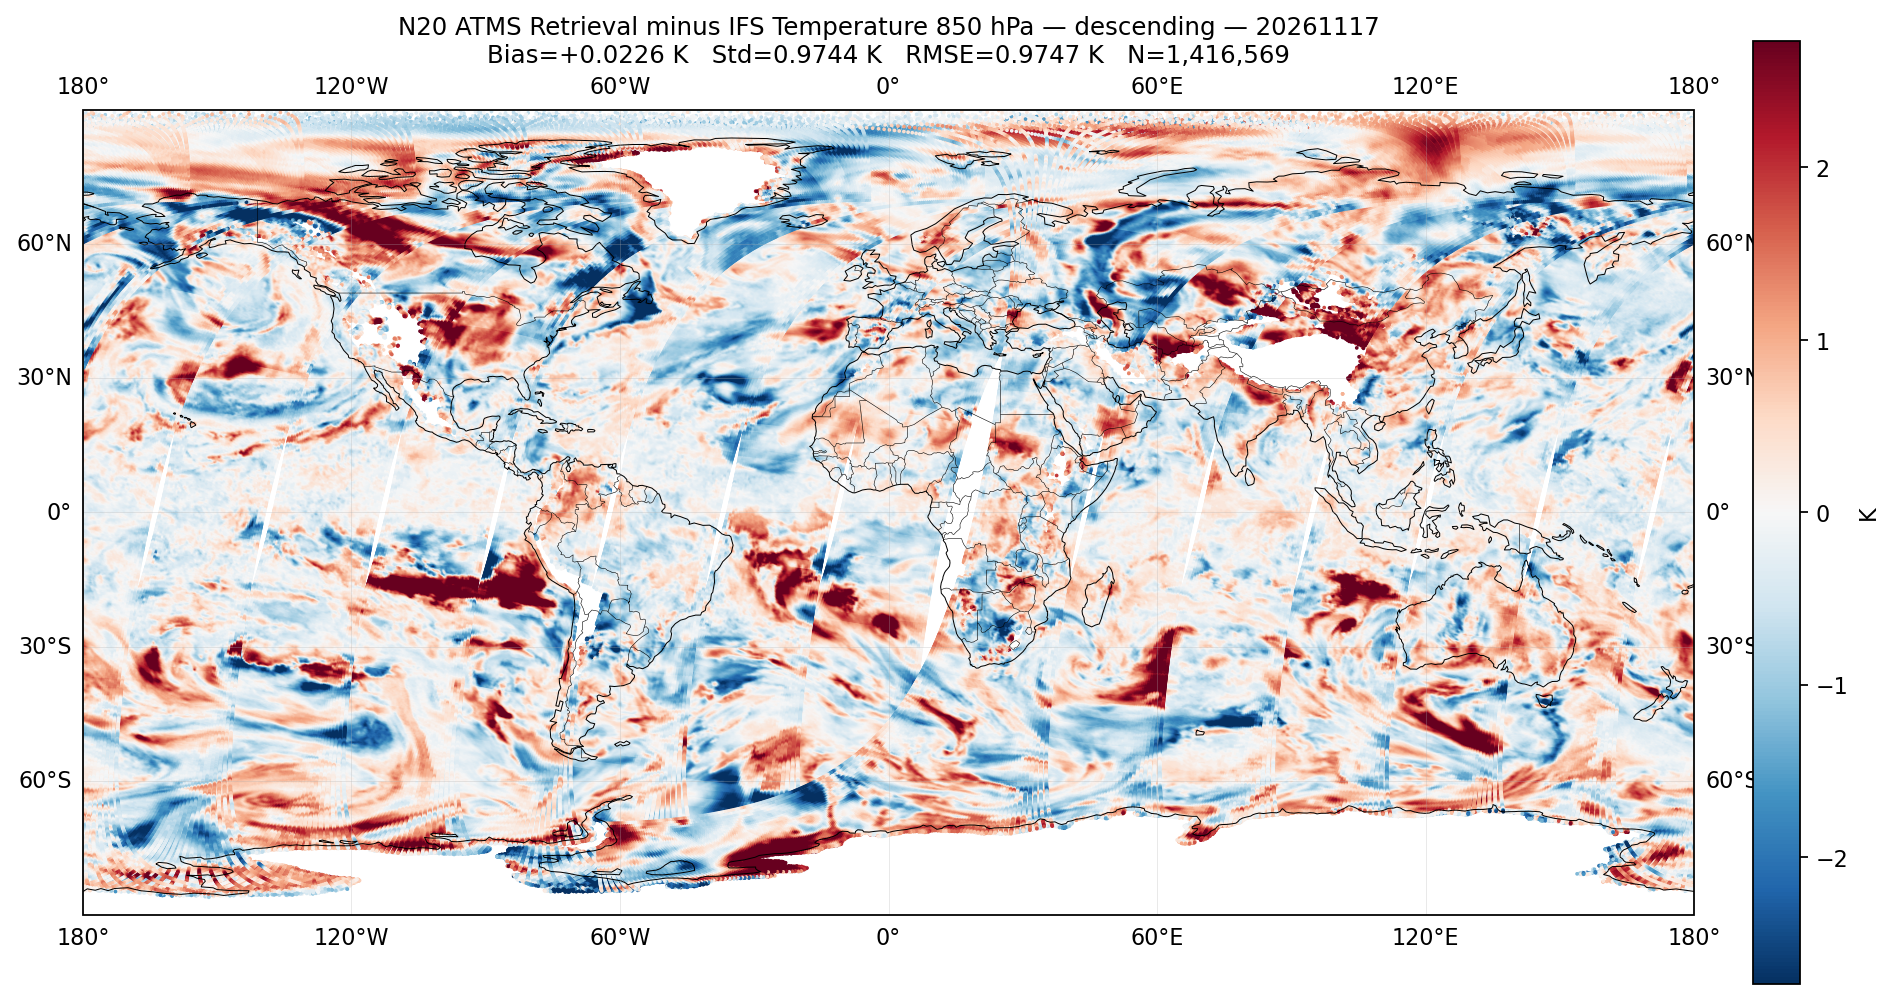 N20 ATMS Retrieval minus IFS Temperature 850 hPa — descending — 20261117
Bias=+0.0226 K   Std=0.9744 K   RMSE=0.9747 K   N=1,416,569
180° 120°W 60°W 0° 60°E 120°E 180°
60°N 60°N
30°N 30°N
0° 0°
30°S 30°S
60°S 60°S
180° 120°W 60°W 0° 60°E 120°E 180°
2
1
0
−1
−2
K